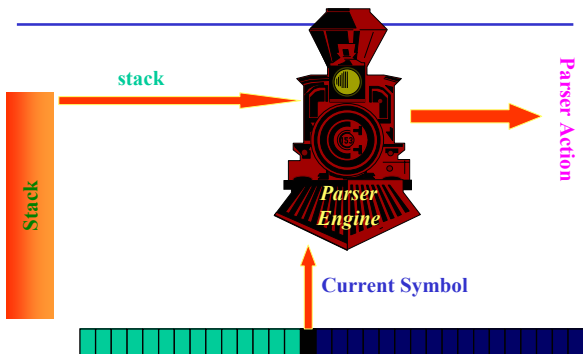 stack
Stack
Parser
Engine
Parser Action
Current Symbol